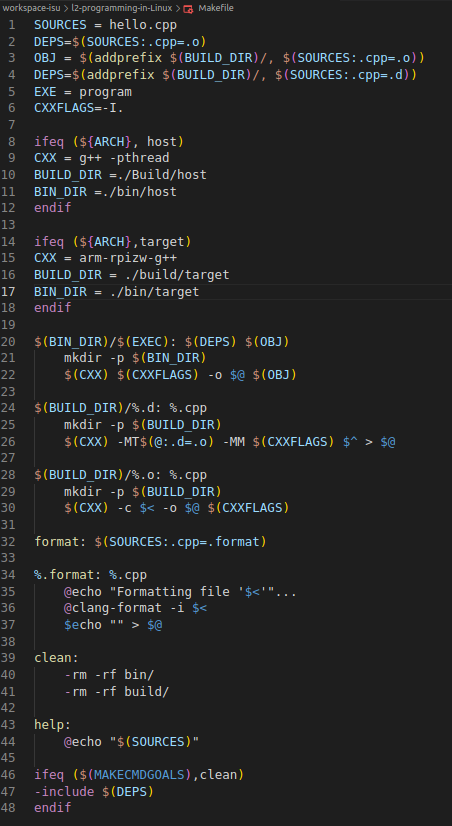 workspace-isu > l2-programming-in-Linux > Makefile
1 SOURCES = hello.cpp
2 DEPS=$(SOURCES:.cpp=.o)
3 OBJ = $(addprefix $(BUILD_DIR)/, $(SOURCES:.cpp=.o))
4 DEPS=$(addprefix $(BUILD_DIR)/, $(SOURCES:.cpp=.d))
5 EXE = program
6 CXXFLAGS=-I.
7
8 ifeq (${ARCH}, host)
9 CXX = g++ -pthread
10 BUILD_DIR =./Build/host
11 BIN_DIR =./bin/host
12 endif
13
14 ifeq (${ARCH},target)
15 CXX = arm-rpizw-g++
16 BUILD_DIR = ./build/target
17 BIN_DIR = ./bin/target
18 endif
19
20 $(BIN_DIR)/$(EXEC): $(DEPS) $(OBJ)
21 mkdir -p $(BIN_DIR)
22 $(CXX) $(CXXFLAGS) -o $@ $(OBJ)
23
24 $(BUILD_DIR)/%.d: %.cpp
25 mkdir -p $(BUILD_DIR)
26 $(CXX) -MT$(@:.d=.o) -MM $(CXXFLAGS) $^ > $@
27
28 $(BUILD_DIR)/%.o: %.cpp
29 mkdir -p $(BUILD_DIR)
30 $(CXX) -c $< -o $@ $(CXXFLAGS)
31
32 format: $(SOURCES:.cpp=.format)
33
34 %.format: %.cpp
35 @echo "Formatting file '$<'"...
36 @clang-format -i $<
37 $echo "" > $@
38
39 clean:
40 -rm -rf bin/
41 -rm -rf build/
42
43 help:
44 @echo "$(SOURCES)"
45
46 ifeq ($(MAKECMDGOALS),clean)
47 -include $(DEPS)
48 endif